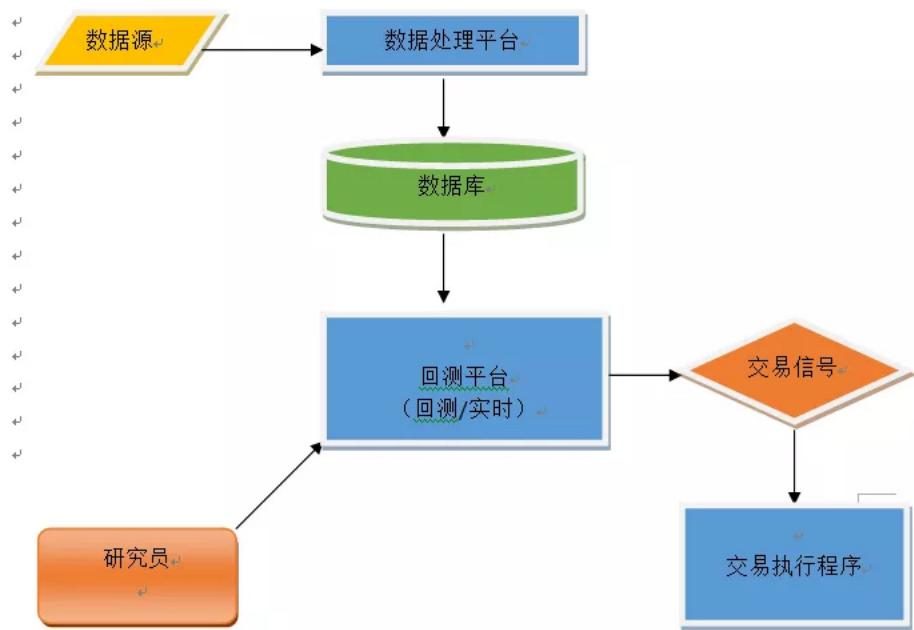 数据源
数据处理平台
数据库
回测平台
（回测/实时）
交易信号
研究员
交易执行程序